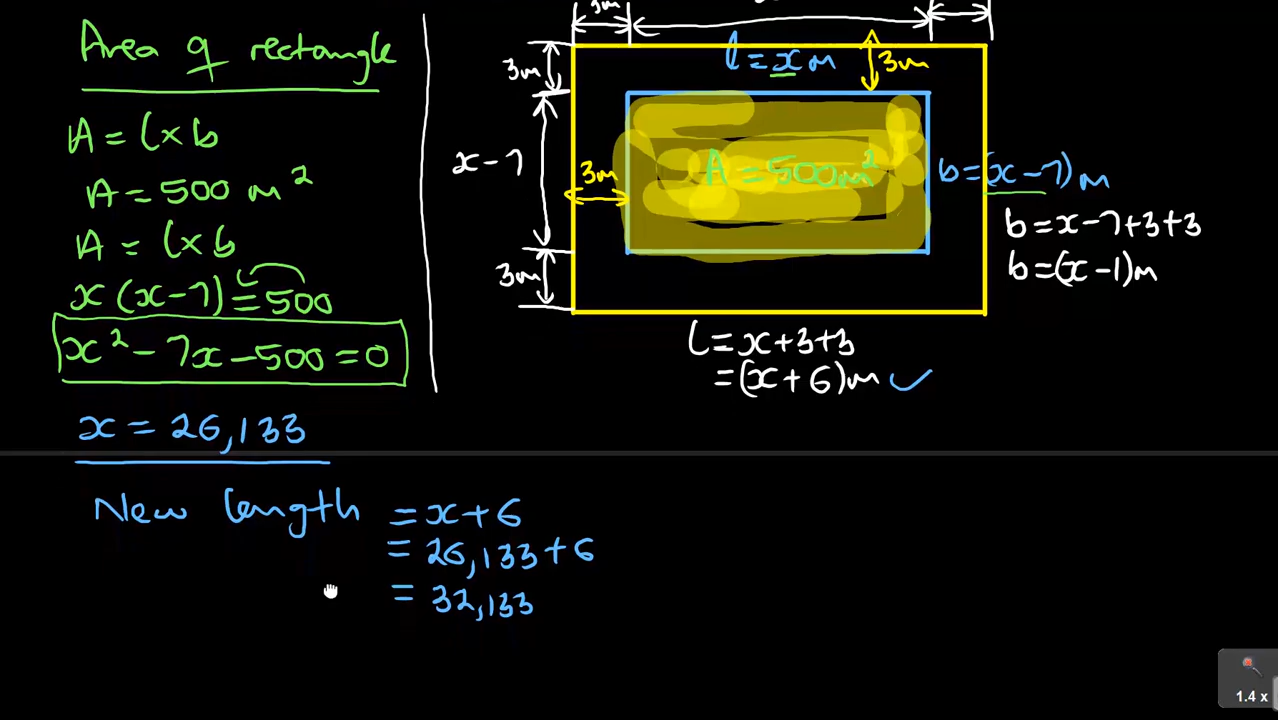 Area of rectangle
A = l x b
A = 500 m²
A = l x b
x(x-7) = 500
x² - 7x - 500 = 0
x = 26,133
New length = x + 6
= 26,133 + 6
= 32,133
3m
l = x m
3m
3m
x - 7
3m
A = 500m²
b = (x-7) m
3m
b = x-7+3+3
b = (x-1)m
l = x+3+3
= (x+6)m ✓
1.4 x